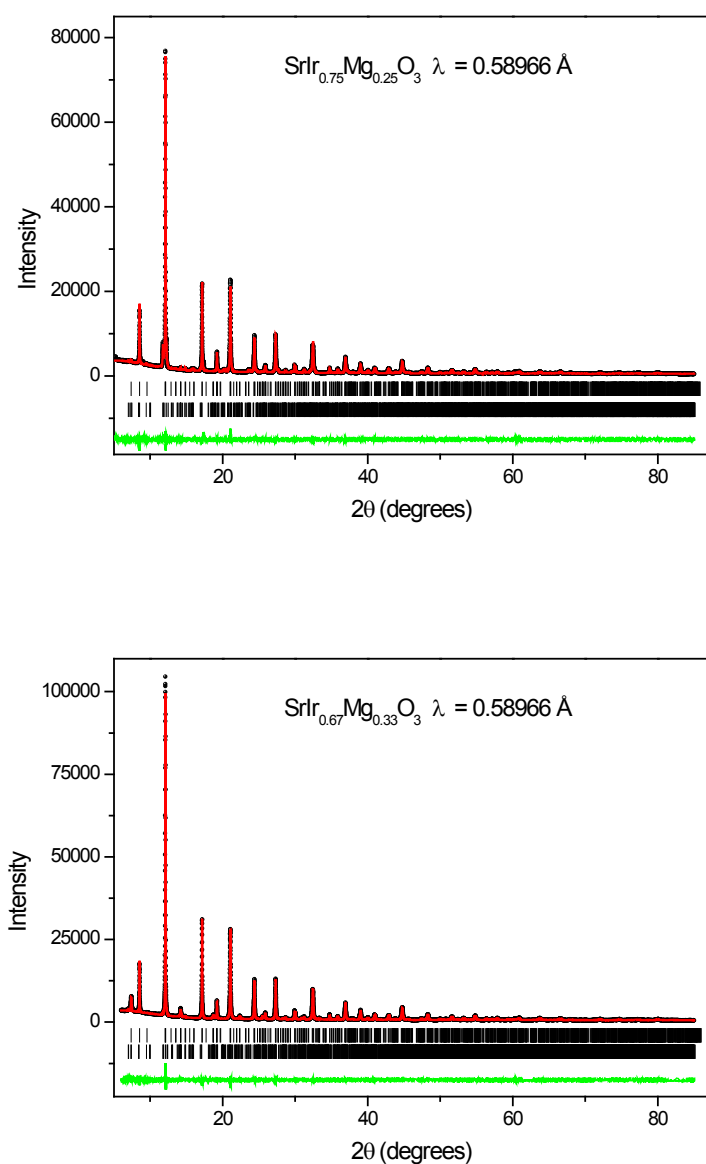 80000
SrIr0.75Mg0.25O3 λ = 0.58966 Å
60000
40000
Intensity
20000
0
20 40 60 80
2θ (degrees)
100000
SrIr0.67Mg0.33O3 λ = 0.58966 Å
75000
50000
Intensity
25000
0
20 40 60 80
2θ (degrees)